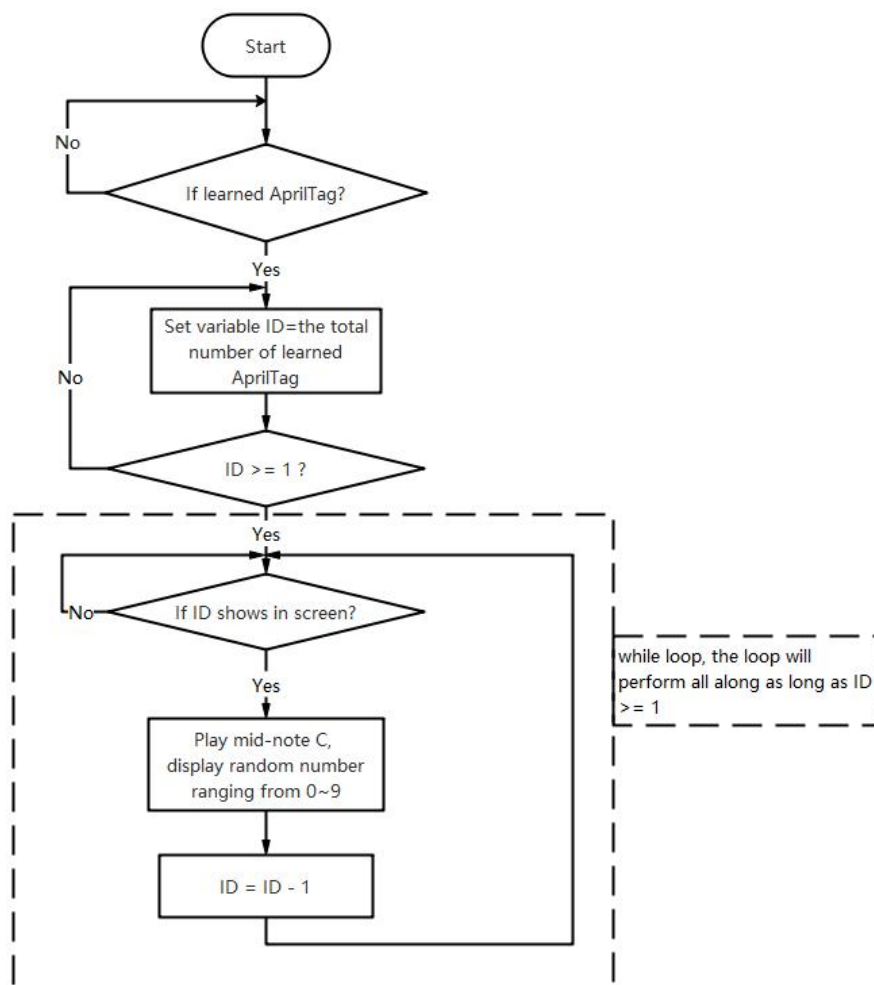 Start
No
If learned AprilTag?
Yes
Set variable ID=the total
number of learned
AprilTag
No
ID >= 1 ?
Yes
No
If ID shows in screen?
Yes
while loop, the loop will
perform all along as long as ID
>= 1
Play mid-note C,
display random number
ranging from 0~9
ID = ID - 1